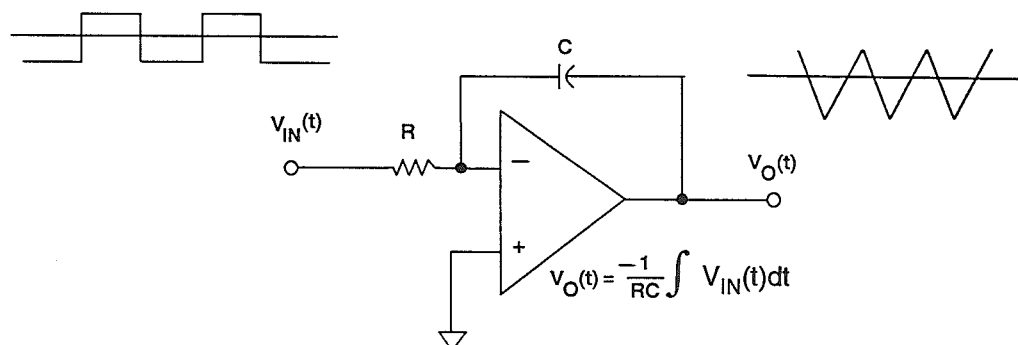 C
V_IN(t)
R
V_O(t)
−
+
V_O(t) = −1/RC ∫ V_IN(t)dt